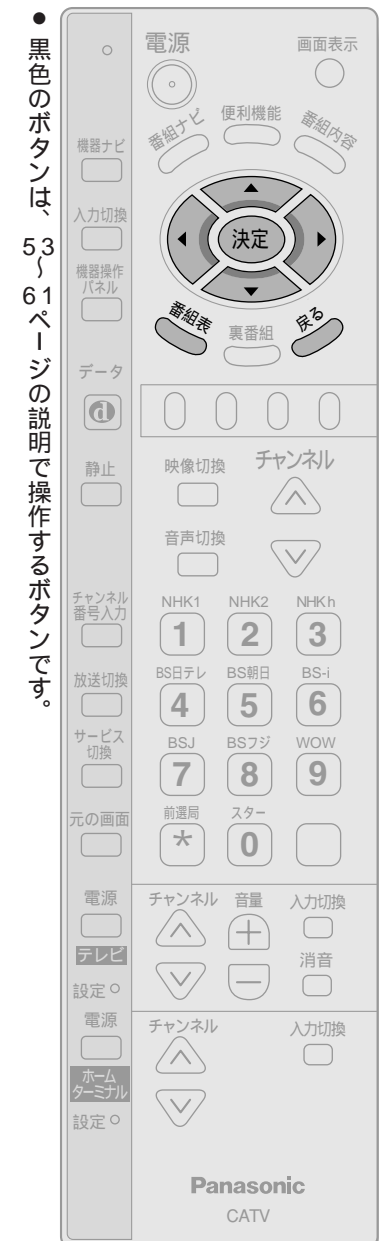 ● 黒色のボタンは、53〜61ページの説明で操作するボタンです。
電源
画面表示
番組ナビ
便利機能
番組内容
機器ナビ
入力切換
機器操作
パネル
決定
番組表
裏番組
戻る
データ
d
静止
映像切換
チャンネル
音声切換
チャンネル
番号入力
NHK1
NHK2
NHKh
1
2
3
放送切換
BS日テレ
BS朝日
BS-i
4
5
6
サービス
切換
BSJ
BSフジ
WOW
7
8
9
元の画面
前選局
スター
*
0
電源
テレビ
設定
チャンネル
音量
入力切換
+
−
消音
電源
ホーム
ターミナル
設定
チャンネル
入力切換
Panasonic
CATV